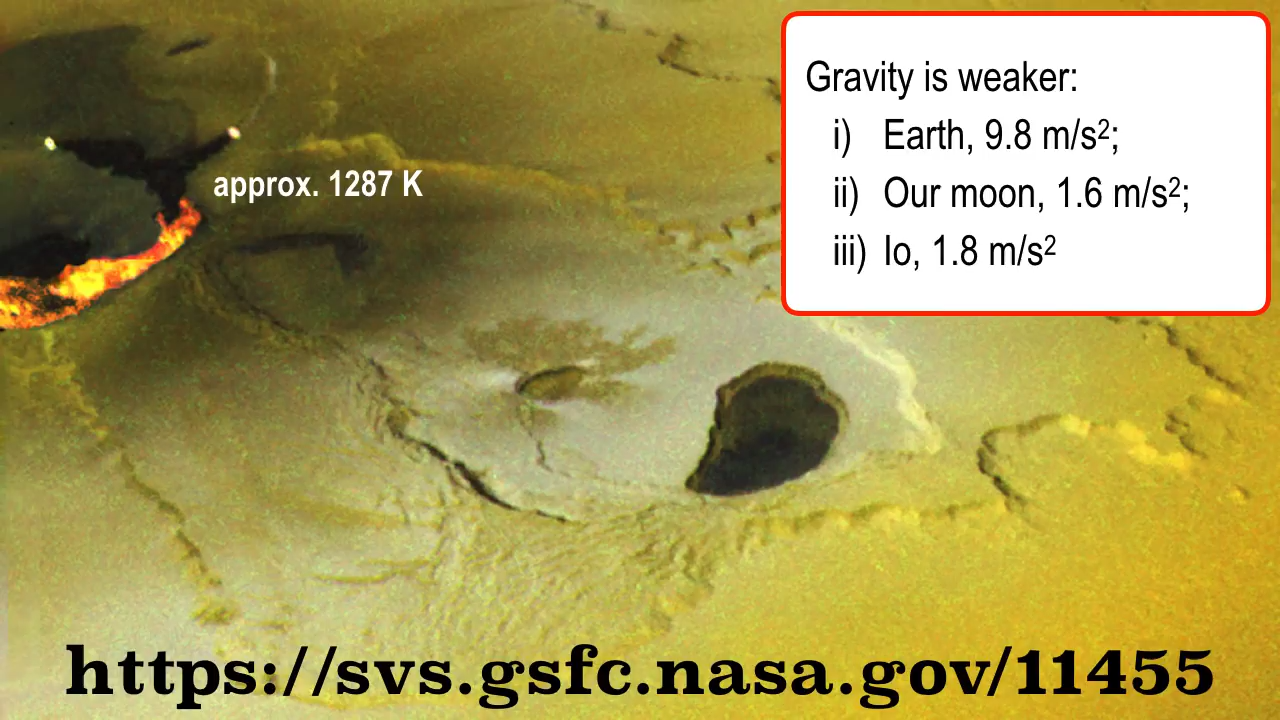 Gravity is weaker:
i) Earth, 9.8 m/s²;
ii) Our moon, 1.6 m/s²;
iii) Io, 1.8 m/s²
approx. 1287 K
https://svs.gsfc.nasa.gov/11455